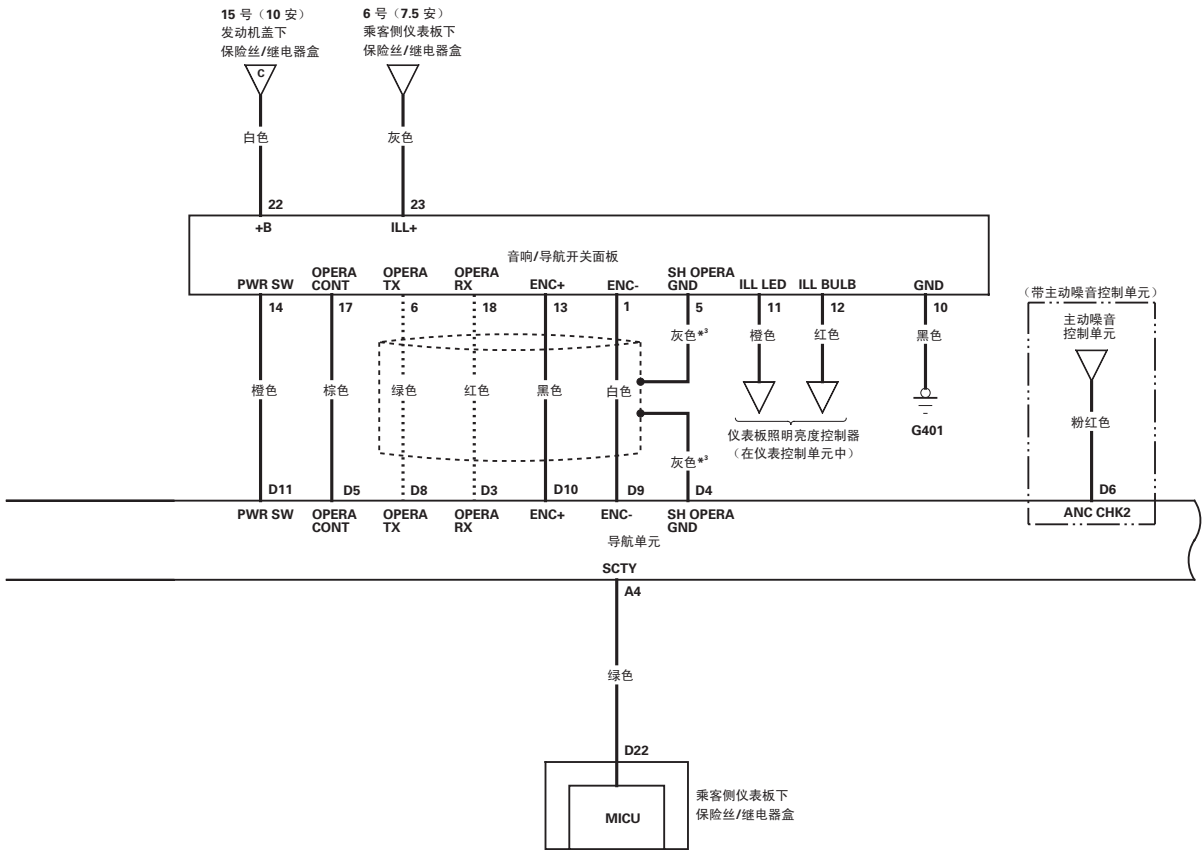 15 号（10 安）
发动机盖下
保险丝/继电器盒
6 号（7.5 安）
乘客侧仪表板下
保险丝/继电器盒
C
白色
灰色
22
23
+B
ILL+
音响/导航开关面板
PWR SW
OPERA
CONT
OPERA
TX
OPERA
RX
ENC+
ENC-
SH OPERA
GND
ILL LED
ILL BULB
GND
14
17
6
18
13
1
5
11
12
10
（带主动噪音控制单元）
主动噪音
控制单元
灰色*³
橙色
红色
黑色
橙色
棕色
绿色
红色
黑色
白色
仪表板照明亮度控制器
（在仪表控制单元中）
G401
粉红色
灰色*³
D11
D5
D8
D3
D10
D9
D4
D6
PWR SW
OPERA
CONT
OPERA
TX
OPERA
RX
ENC+
ENC-
SH OPERA
GND
ANC CHK2
导航单元
SCTY
A4
绿色
D22
MICU
乘客侧仪表板下
保险丝/继电器盒